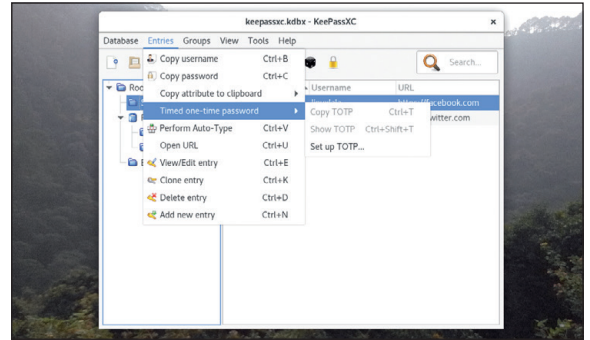 keepassxc.kdbx - KeePassXC
Database Entries Groups View Tools Help
Copy username Ctrl+B
Copy password Ctrl+C
Copy attribute to clipboard
Timed one-time password
Perform Auto-Type Ctrl+V
Open URL Ctrl+U
View/Edit entry Ctrl+E
Clone entry Ctrl+K
Delete entry Ctrl+D
Add new entry Ctrl+N
Search...
Username URL
Copy TOTP Ctrl+T
Show TOTP Ctrl+Shift+T
Set up TOTP...